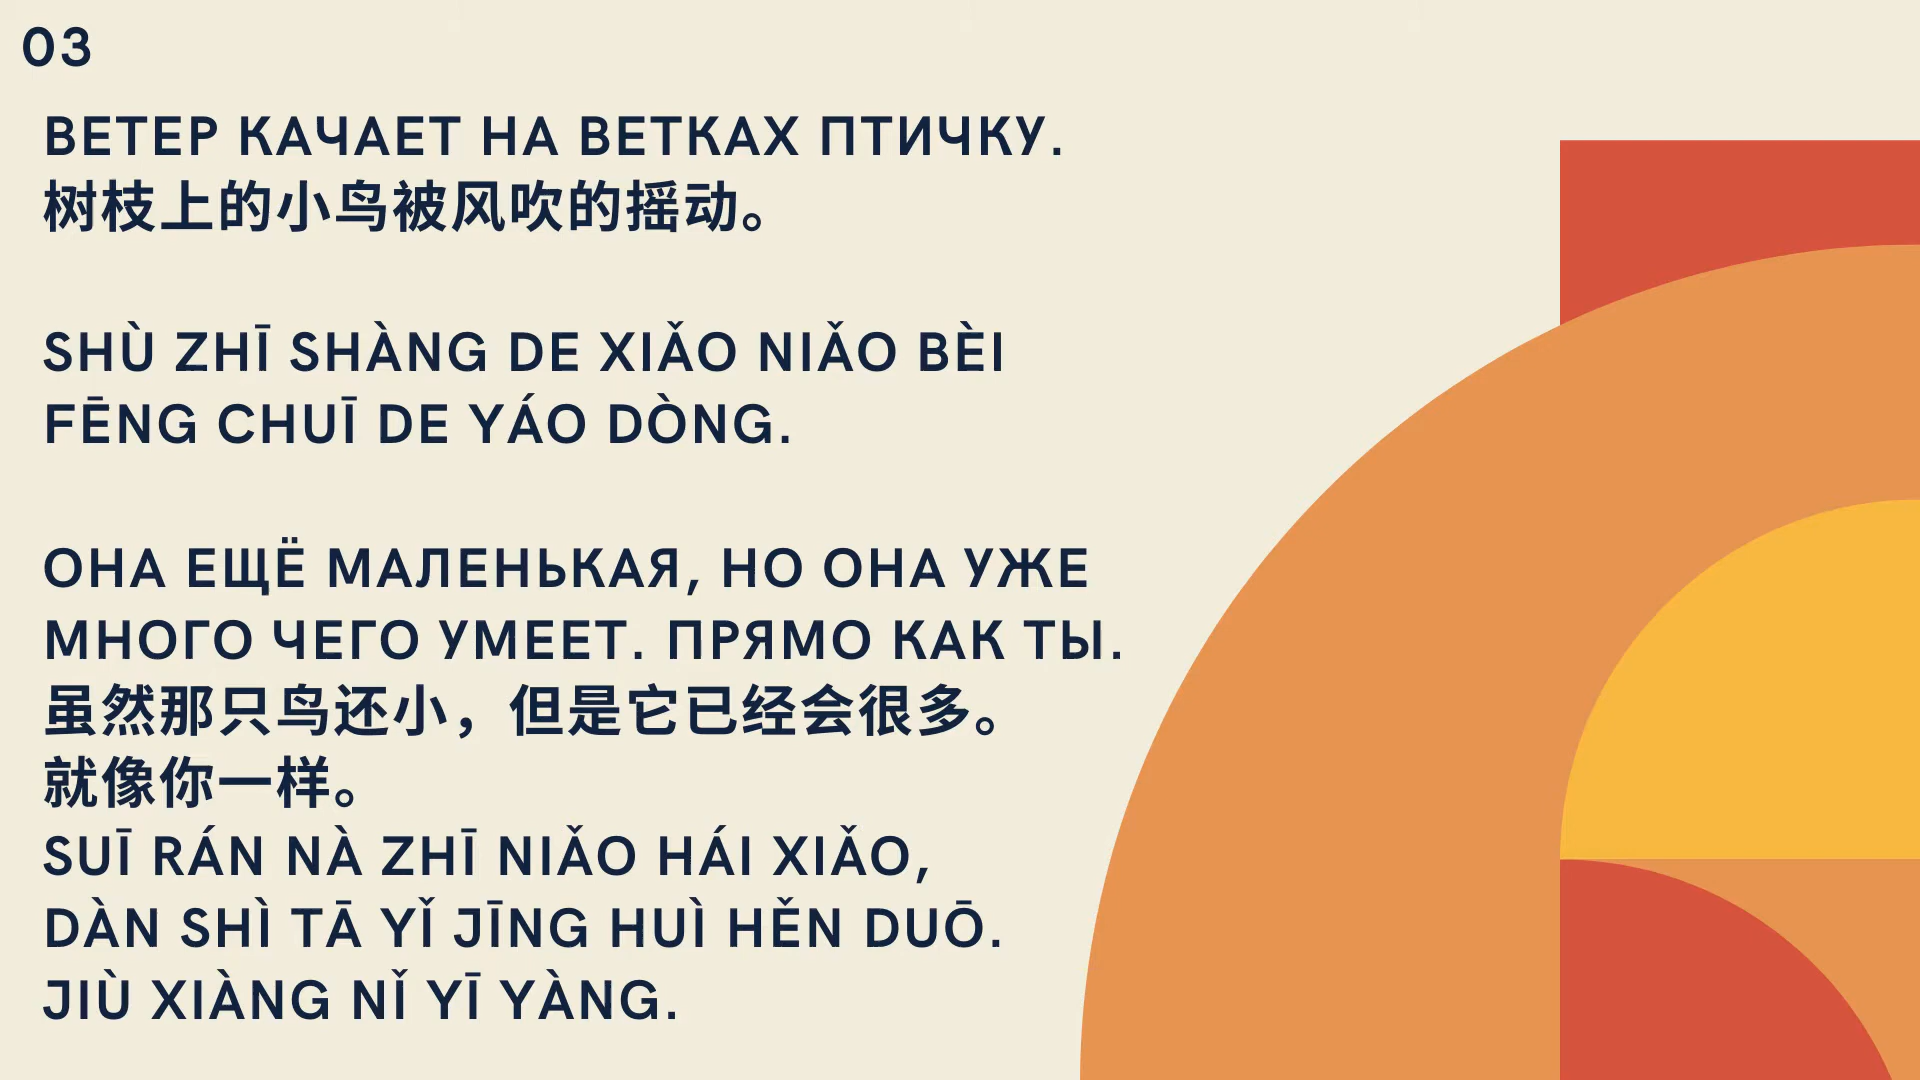 03
ВЕТЕР КАЧАЕТ НА ВЕТКАХ ПТИЧКУ.
树枝上的小鸟被风吹的摇动。
SHÙ ZHĪ SHÀNG DE XIǍO NIǍO BÈI
FĒNG CHUĪ DE YÁO DÒNG.
ОНА ЕЩЁ МАЛЕНЬКАЯ, НО ОНА УЖЕ
МНОГО ЧЕГО УМЕЕТ. ПРЯМО КАК ТЫ.
虽然那只鸟还小，但是它已经会很多。
就像你一样。
SUĪ RÁN NÀ ZHĪ NIǍO HÁI XIǍO,
DÀN SHÌ TĀ YǏ JĪNG HUÌ HĚN DUŌ.
JIÙ XIÀNG NǏ YĪ YÀNG.